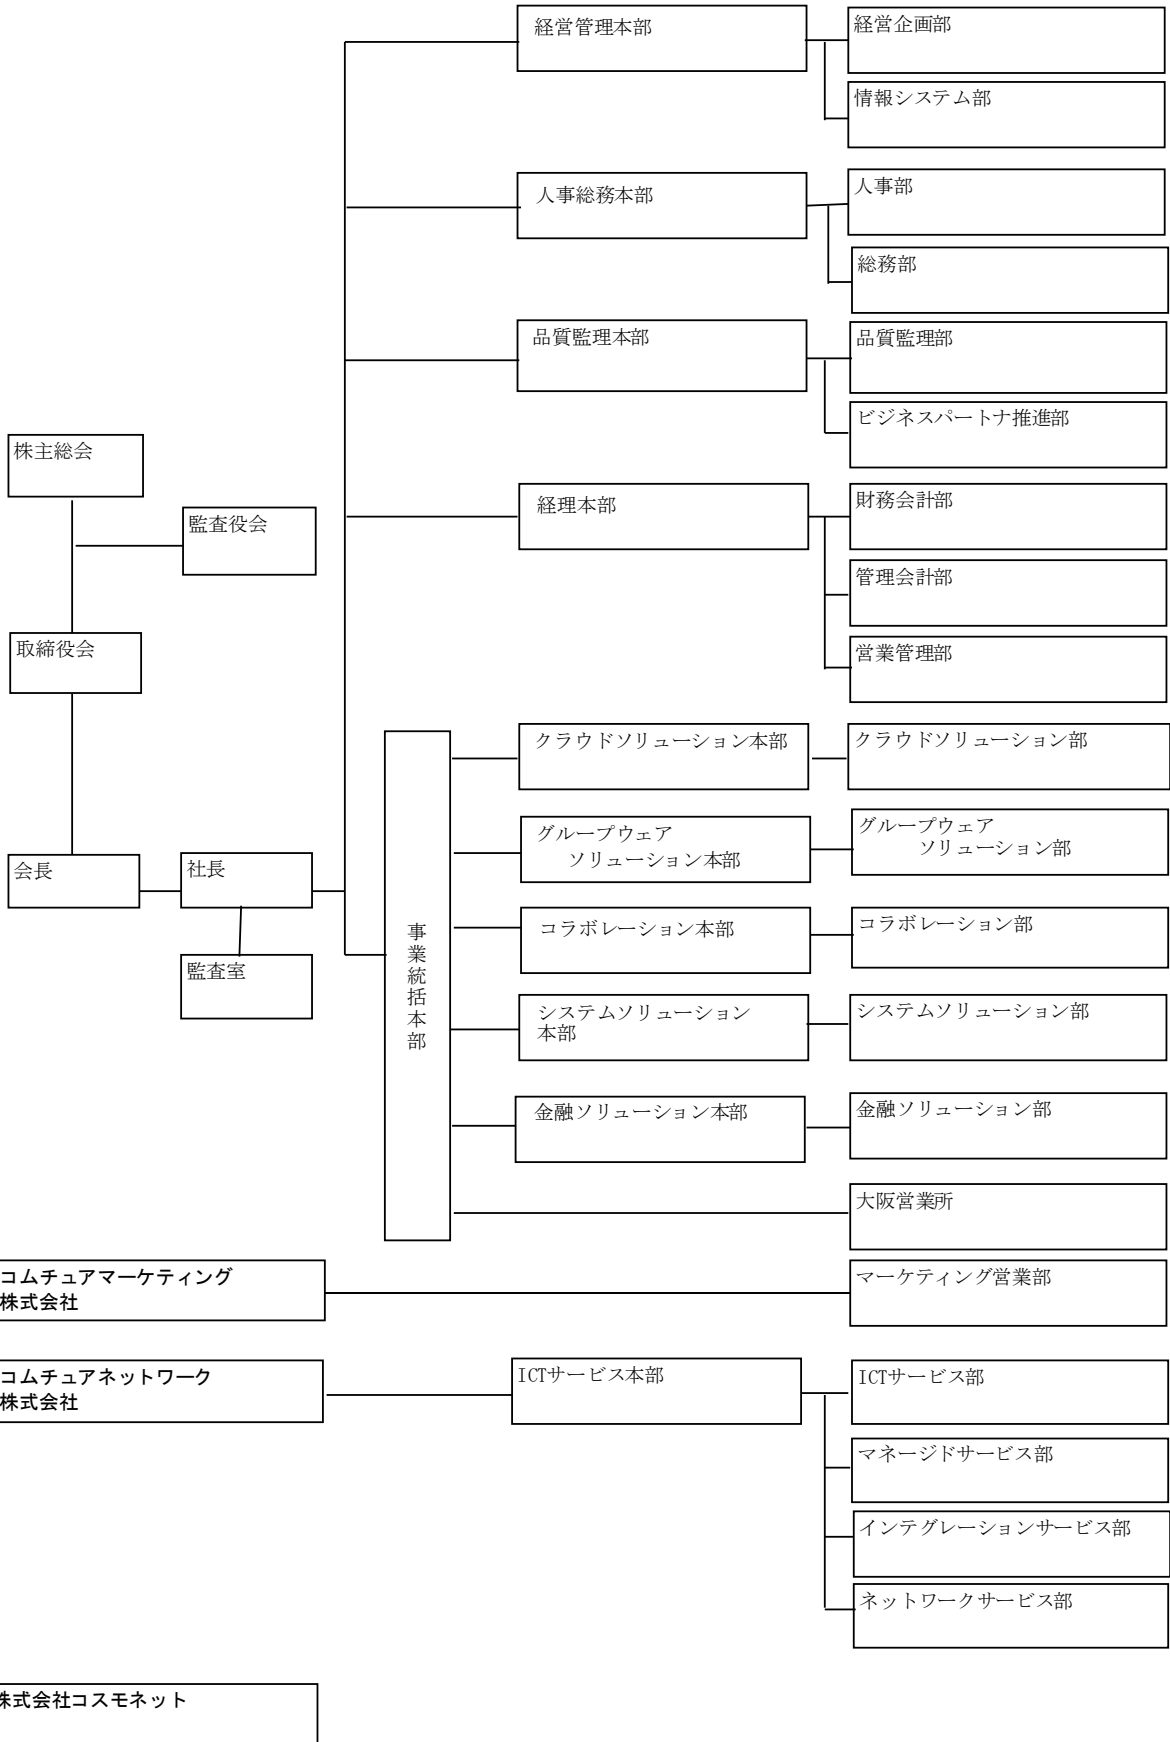 経営管理本部
経営企画部
情報システム部
人事総務本部
人事部
総務部
品質監理本部
品質監理部
ビジネスパートナ推進部
株主総会
監査役会
取締役会
経理本部
財務会計部
管理会計部
営業管理部
会長
社長
監査室
事業統括本部
クラウドソリューション本部
クラウドソリューション部
グループウェア
ソリューション本部
グループウェア
ソリューション部
コラボレーション本部
コラボレーション部
システムソリューション
本部
システムソリューション部
金融ソリューション本部
金融ソリューション部
大阪営業所
コムチュアマーケティング
株式会社
マーケティング営業部
コムチュアネットワーク
株式会社
ICTサービス本部
ICTサービス部
マネージドサービス部
インテグレーションサービス部
ネットワークサービス部
株式会社コスモネット